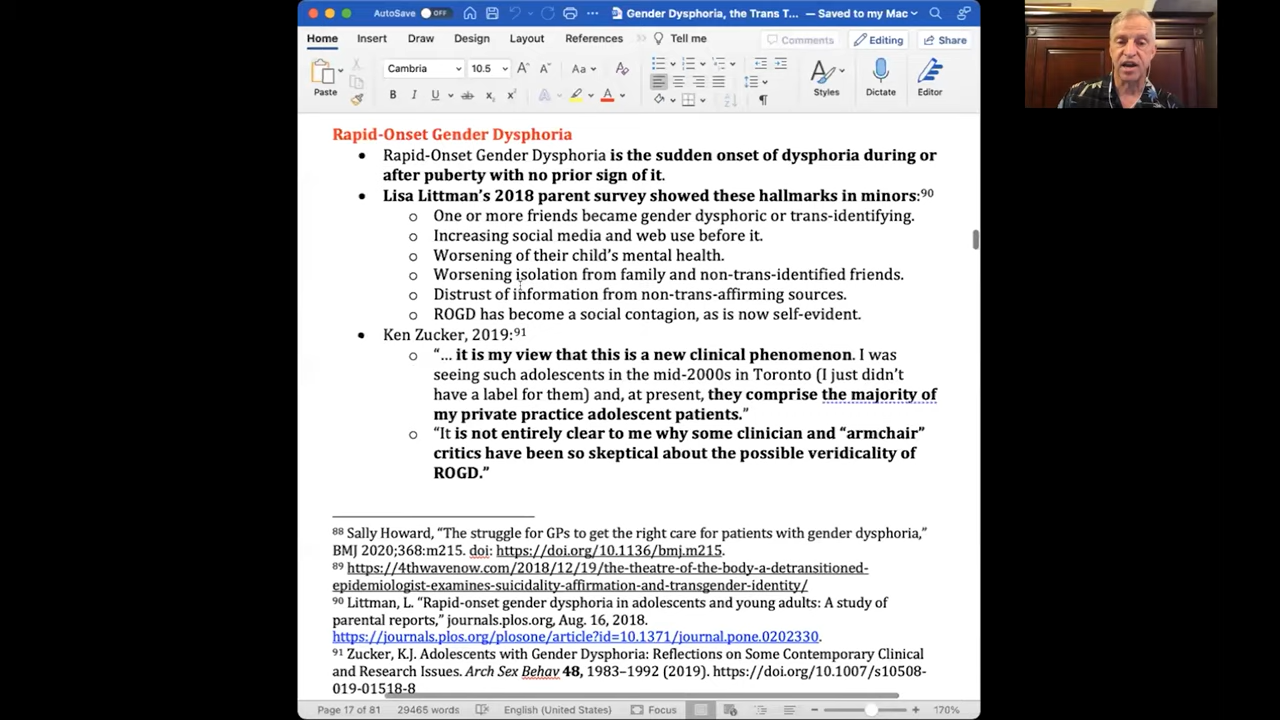 AutoSave OFF Gender Dysphoria, the Trans T... — Saved to my Mac
Home Insert Draw Design Layout References Tell me Comments Editing Share
Paste Cambria 10.5 Aa Styles Dictate Editor
B I U ab x₂ x² A A
Rapid-Onset Gender Dysphoria
• Rapid-Onset Gender Dysphoria is the sudden onset of dysphoria during or
after puberty with no prior sign of it.
• Lisa Littman’s 2018 parent survey showed these hallmarks in minors:90
o One or more friends became gender dysphoric or trans-identifying.
o Increasing social media and web use before it.
o Worsening of their child’s mental health.
o Worsening isolation from family and non-trans-identified friends.
o Distrust of information from non-trans-affirming sources.
o ROGD has become a social contagion, as is now self-evident.
• Ken Zucker, 2019:91
o “... it is my view that this is a new clinical phenomenon. I was
seeing such adolescents in the mid-2000s in Toronto (I just didn’t
have a label for them) and, at present, they comprise the majority of
my private practice adolescent patients.”
o “It is not entirely clear to me why some clinician and “armchair”
critics have been so skeptical about the possible veridicality of
ROGD.”
88 Sally Howard, “The struggle for GPs to get the right care for patients with gender dysphoria,”
BMJ 2020;368:m215. doi: https://doi.org/10.1136/bmj.m215.
89 https://4thwavenow.com/2018/12/19/the-theatre-of-the-body-a-detransitioned-
epidemiologist-examines-suicidality-affirmation-and-transgender-identity/
90 Littman, L. “Rapid-onset gender dysphoria in adolescents and young adults: A study of
parental reports,” journals.plos.org, Aug. 16, 2018.
https://journals.plos.org/plosone/article?id=10.1371/journal.pone.0202330.
91 Zucker, K.J. Adolescents with Gender Dysphoria: Reflections on Some Contemporary Clinical
and Research Issues. Arch Sex Behav 48, 1983–1992 (2019). https://doi.org/10.1007/s10508-
019-01518-8
Page 17 of 81 29465 words English (United States) Focus 170%